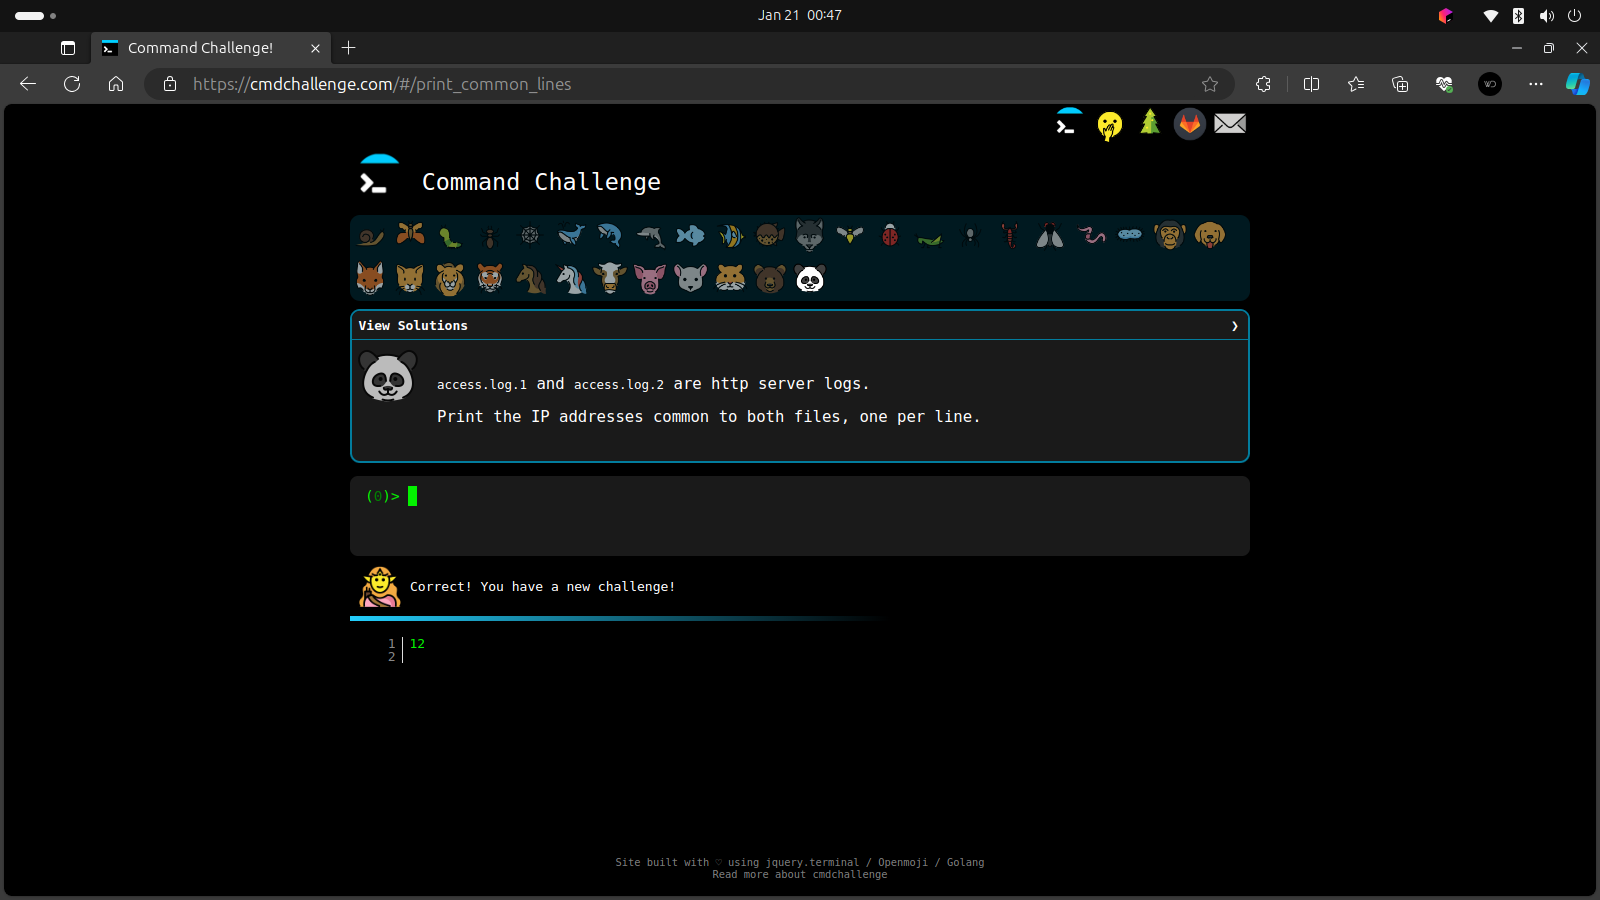 Jan 21 00:47
Command Challenge!
https://cmdchallenge.com/#/print_common_lines
Command Challenge
View Solutions
access.log.1 and access.log.2 are http server logs.
Print the IP addresses common to both files, one per line.
(0)>
Correct! You have a new challenge!
1 12
2
Site built with ♡ using jquery.terminal / Openmoji / Golang
Read more about cmdchallenge